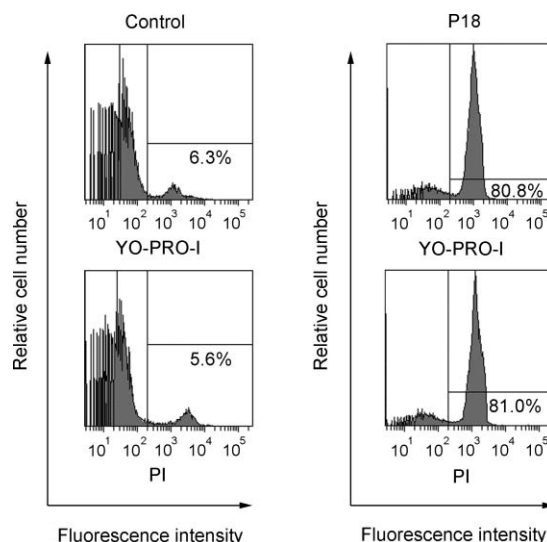 Control
P18
Relative cell number
6.3%
10¹ 10² 10³ 10⁴ 10⁵
YO-PRO-I
5.6%
10¹ 10² 10³ 10⁴ 10⁵
PI
Fluorescence intensity
Relative cell number
80.8%
10¹ 10² 10³ 10⁴ 10⁵
YO-PRO-I
81.0%
10¹ 10² 10³ 10⁴ 10⁵
PI
Fluorescence intensity